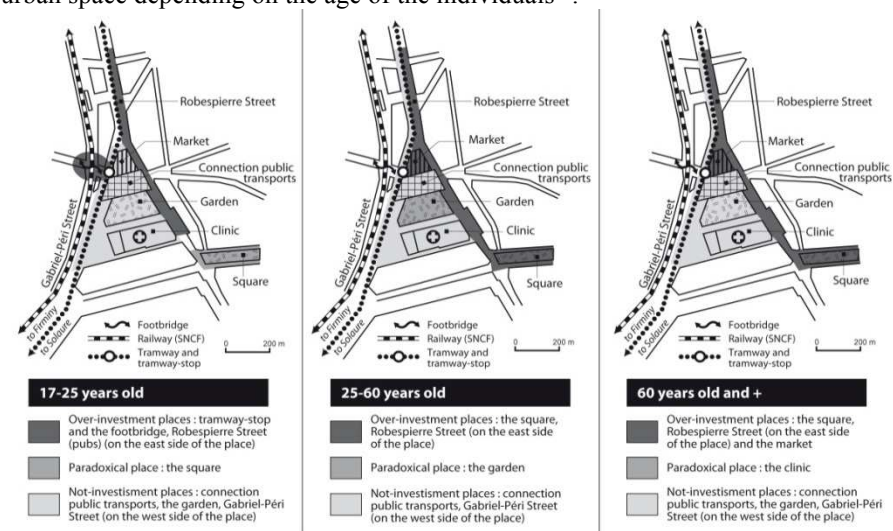 urban space depending on the age of the individuals
Robespierre Street
Market
Connection public
transports
Garden
Gabriel-Péri Street
Clinic
Square
to Firminy
to Solaure
Footbridge
Railway (SNCF)
Tramway and
tramway-stop
0 200 m
17-25 years old
Over-investment places : tramway-stop
and the footbridge, Robespierre Street
(pubs) (on the east side of the place)
Paradoxical place : the square
Not-investisment places : connection
public transports, the garden, Gabriel-Péri
Street (on the west side of the place)
Robespierre Street
Market
Connection public
transports
Garden
Gabriel-Péri Street
Clinic
Square
to Firminy
to Solaure
Footbridge
Railway (SNCF)
Tramway and
tramway-stop
0 200 m
25-60 years old
Over-investment places : the square,
Robespierre Street (on the east side
of the place)
Paradoxical place : the garden
Not-investisment places : connection
public transports, Gabriel-Péri
Street (on the west side of the place)
Robespierre Street
Market
Connection public
transports
Garden
Gabriel-Péri Street
Clinic
Square
to Firminy
to Solaure
Footbridge
Railway (SNCF)
Tramway and
tramway-stop
0 200 m
60 years old and +
Over-investment places : the square,
Robespierre Street (on the east side
of the place) and the market
Paradoxical place : the clinic
Not-investisment places : connection
public transports, the garden, Gabriel-Péri
Street (on the west side of the place)